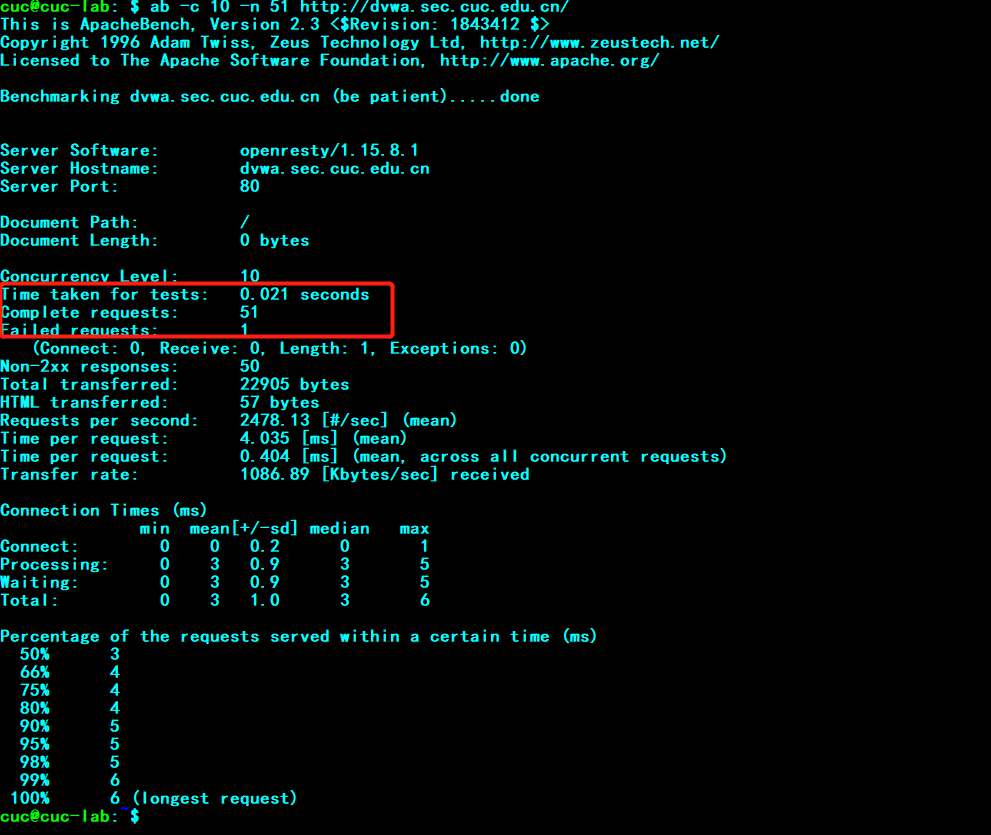 cuc@cuc-lab: $ ab -c 10 -n 51 http://dvwa.sec.cuc.edu.cn/
This is ApacheBench, Version 2.3 <$Revision: 1843412 $>
Copyright 1996 Adam Twiss, Zeus Technology Ltd, http://www.zeustech.net/
Licensed to The Apache Software Foundation, http://www.apache.org/

Benchmarking dvwa.sec.cuc.edu.cn (be patient).....done


Server Software:        openresty/1.15.8.1
Server Hostname:        dvwa.sec.cuc.edu.cn
Server Port:            80

Document Path:          /
Document Length:        0 bytes

Concurrency Level:      10
Time taken for tests:   0.021 seconds
Complete requests:      51
Failed requests:        1
   (Connect: 0, Receive: 0, Length: 1, Exceptions: 0)
Non-2xx responses:      50
Total transferred:      22905 bytes
HTML transferred:       57 bytes
Requests per second:    2478.13 [#/sec] (mean)
Time per request:       4.035 [ms] (mean)
Time per request:       0.404 [ms] (mean, across all concurrent requests)
Transfer rate:          1086.89 [Kbytes/sec] received

Connection Times (ms)
              min  mean[+/-sd] median   max
Connect:        0    0   0.2      0       1
Processing:     0    3   0.9      3       5
Waiting:        0    3   0.9      3       5
Total:          0    3   1.0      3       6

Percentage of the requests served within a certain time (ms)
  50%      3
  66%      4
  75%      4
  80%      4
  90%      5
  95%      5
  98%      5
  99%      6
 100%      6 (longest request)
cuc@cuc-lab:~$